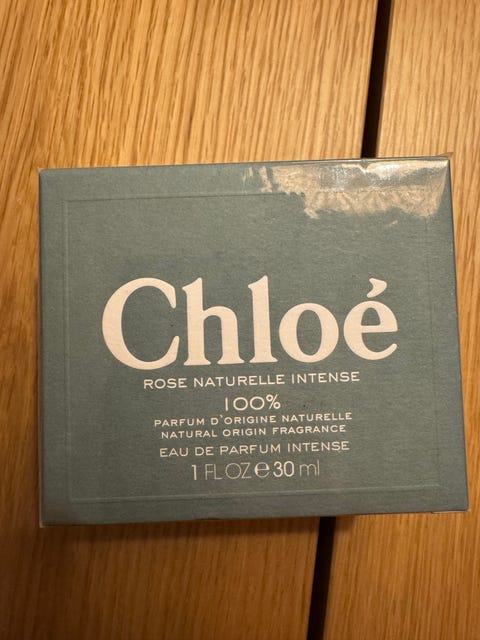 Chloé
ROSE NATURELLE INTENSE
100%
PARFUM D'ORIGINE NATURELLE
NATURAL ORIGIN FRAGRANCE
EAU DE PARFUM INTENSE
1 FL OZ ℮ 30 ml